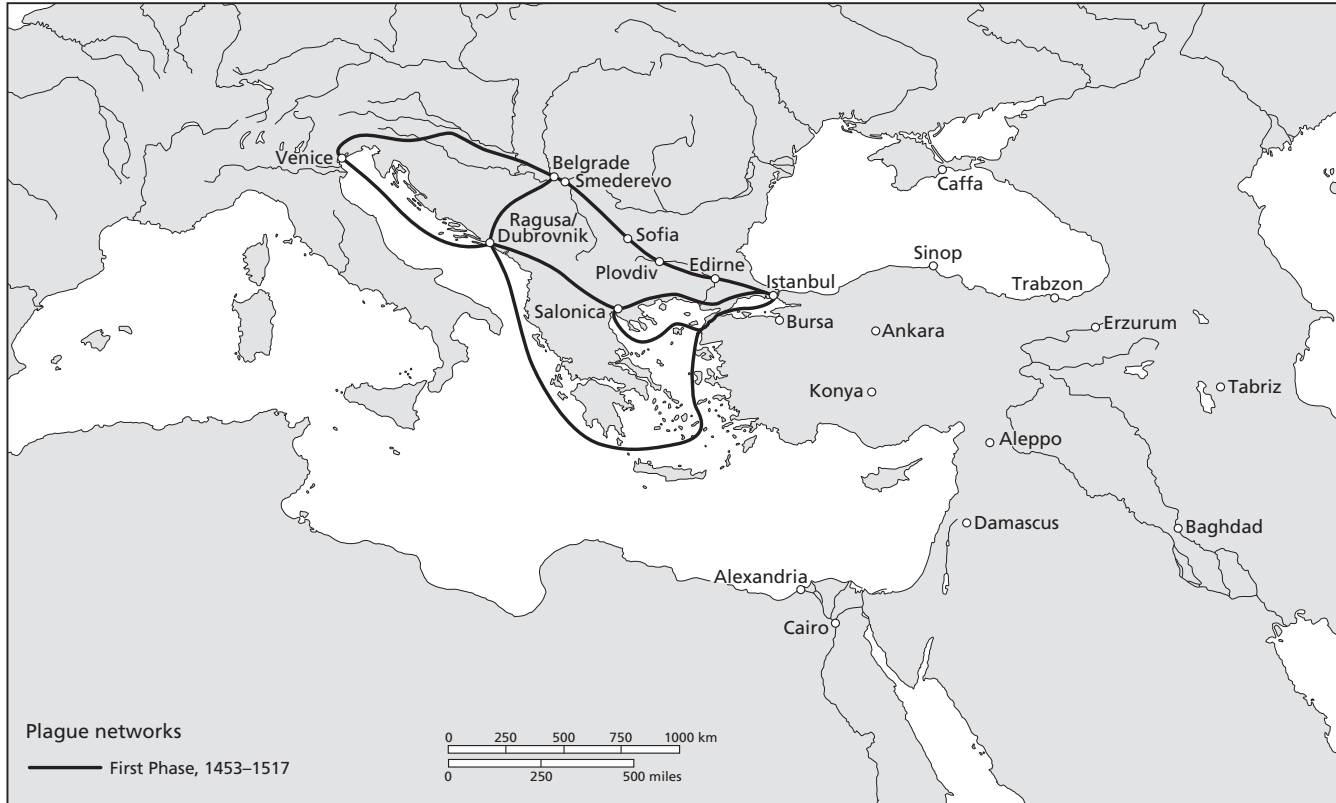 Venice
Belgrade
Smederevo
Caffa
Ragusa/
Dubrovnik
Sofia
Plovdiv
Edirne
Istanbul
Sinop
Trabzon
Salonica
Bursa
Ankara
Erzurum
Konya
Tabriz
Aleppo
Damascus
Baghdad
Alexandria
Cairo
Plague networks
First Phase, 1453–1517
0 250 500 750 1000 km
0 250 500 miles